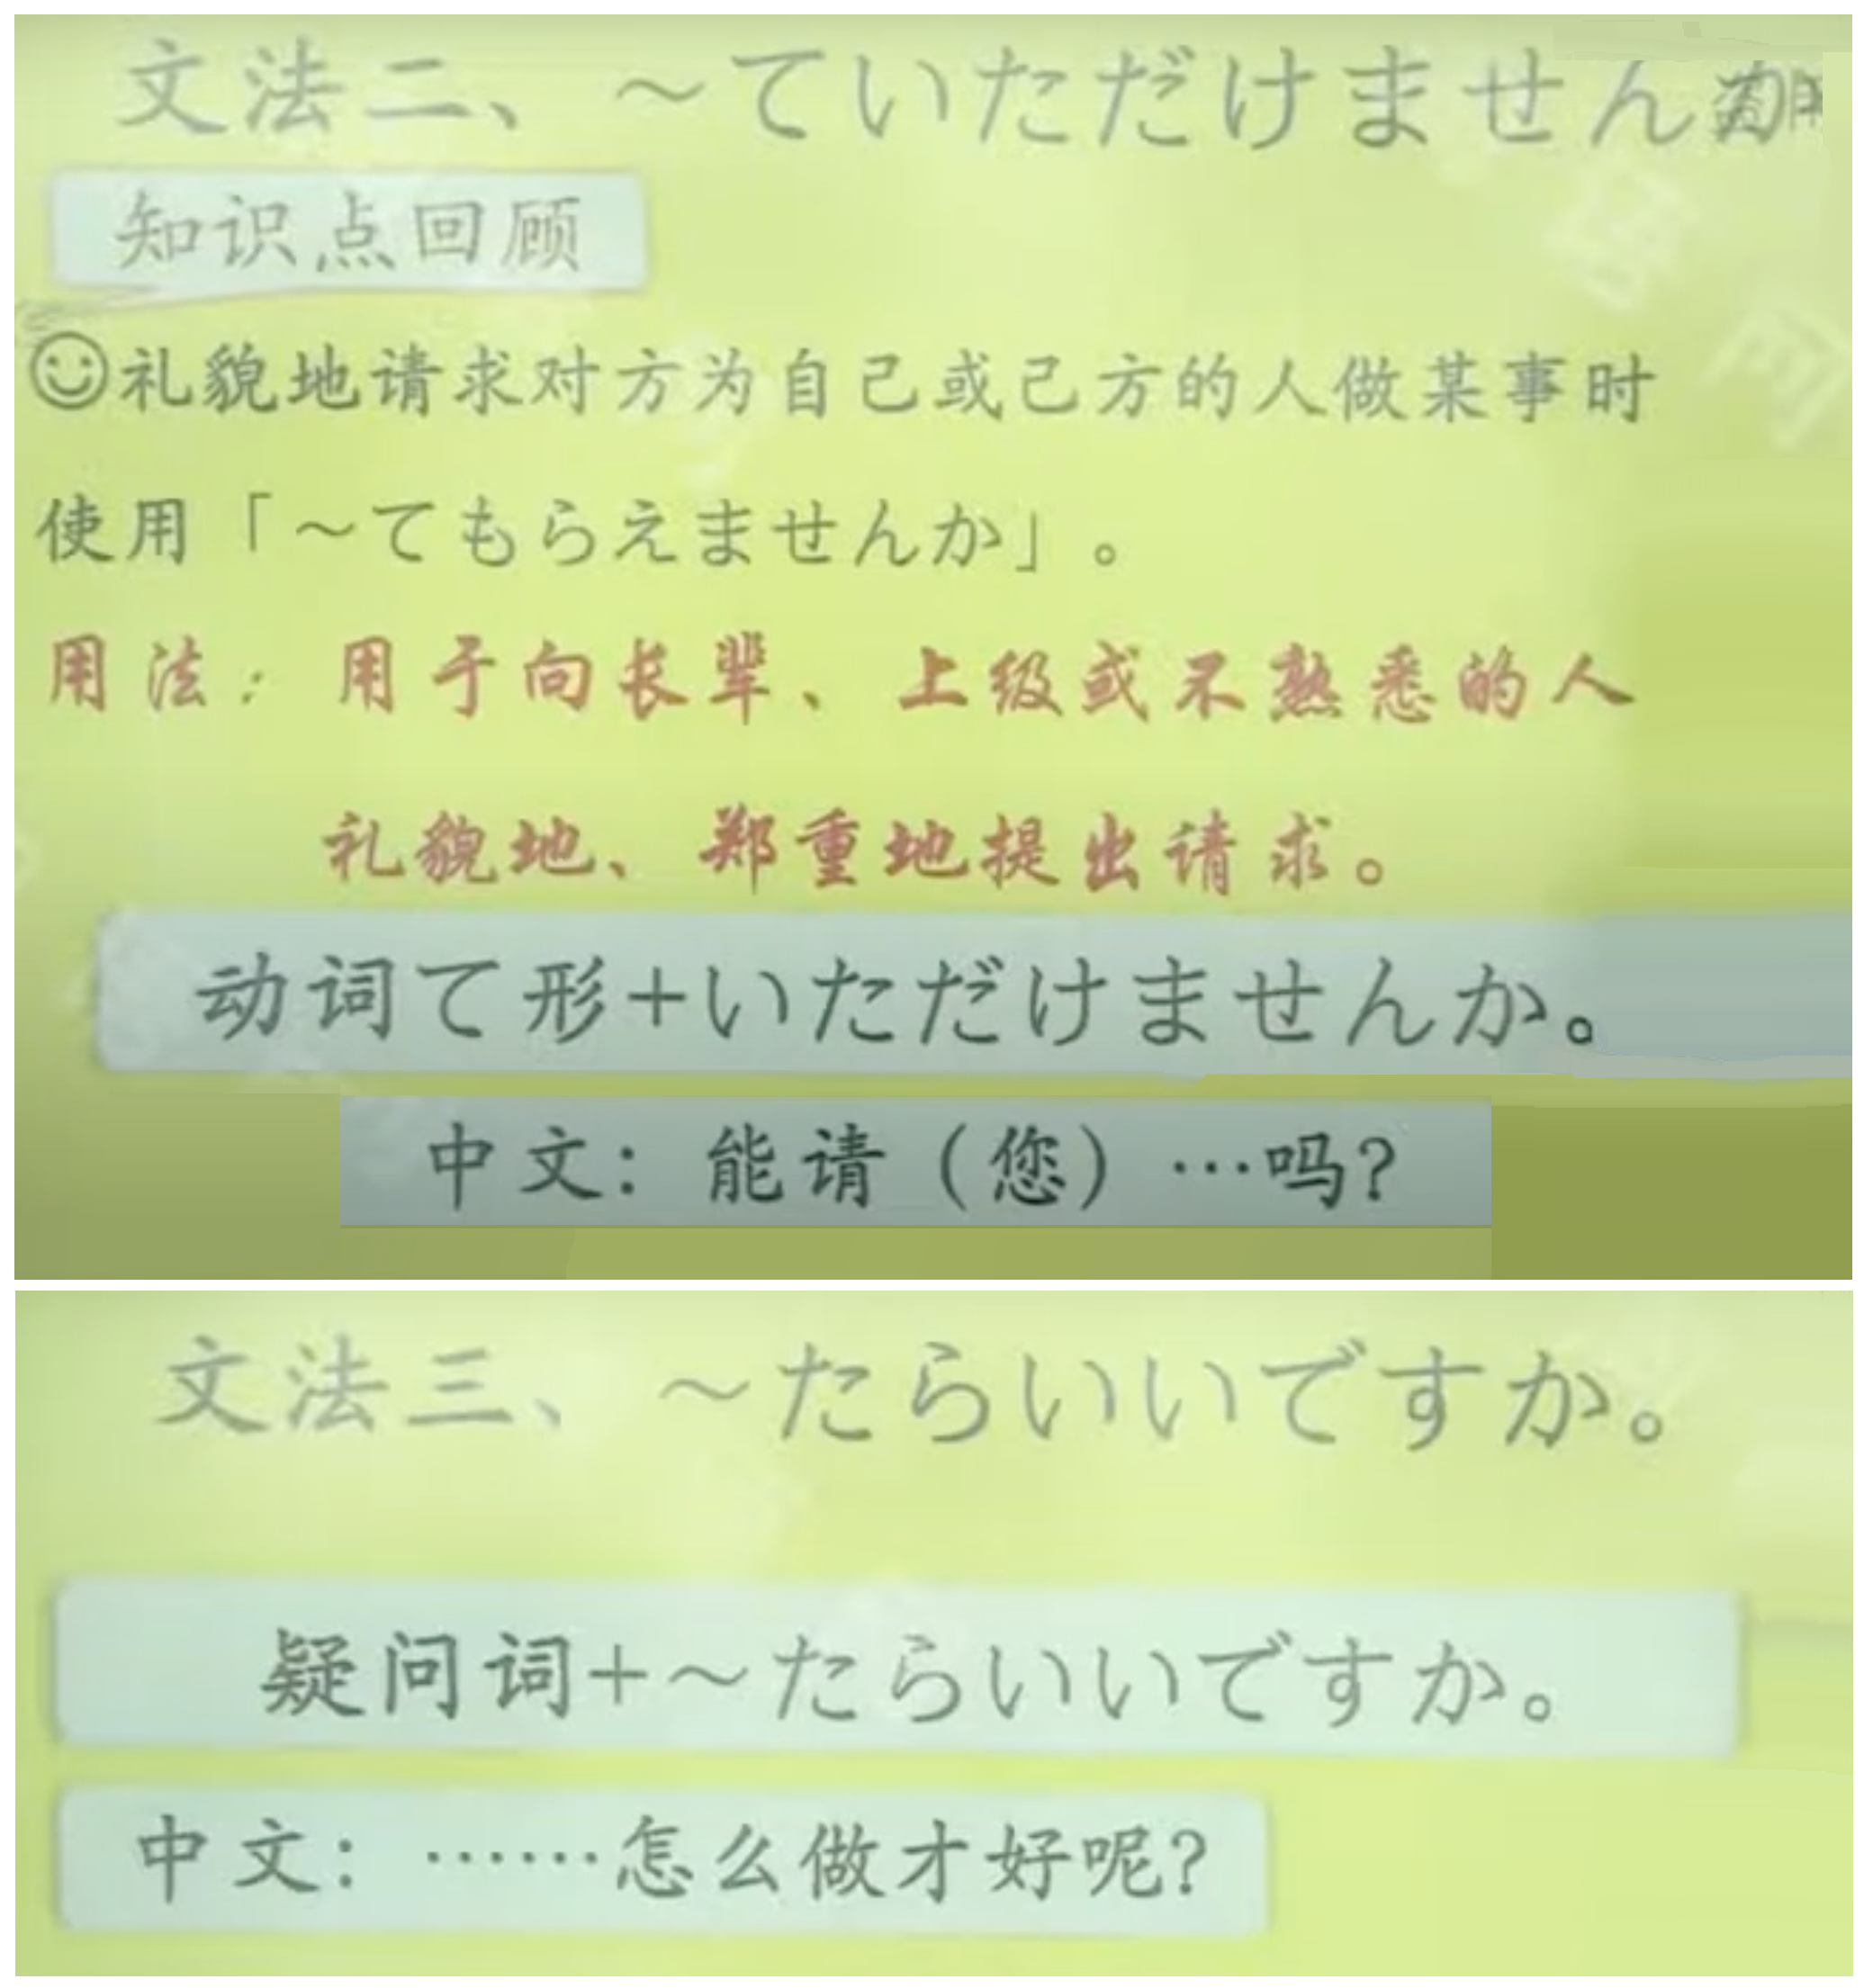 文法二、~ていただけませんか
知识点回顾
礼貌地请求对方为自己或己方的人做某事时
使用「~てもらえませんか」。
用法：用于向长辈、上级或不熟悉的人
礼貌地、郑重地提出请求。
动词て形+いただけませんか。
中文：能请（您）…吗？
文法三、~たらいいですか。
疑问词+~たらいいですか。
中文：……怎么做才好呢？